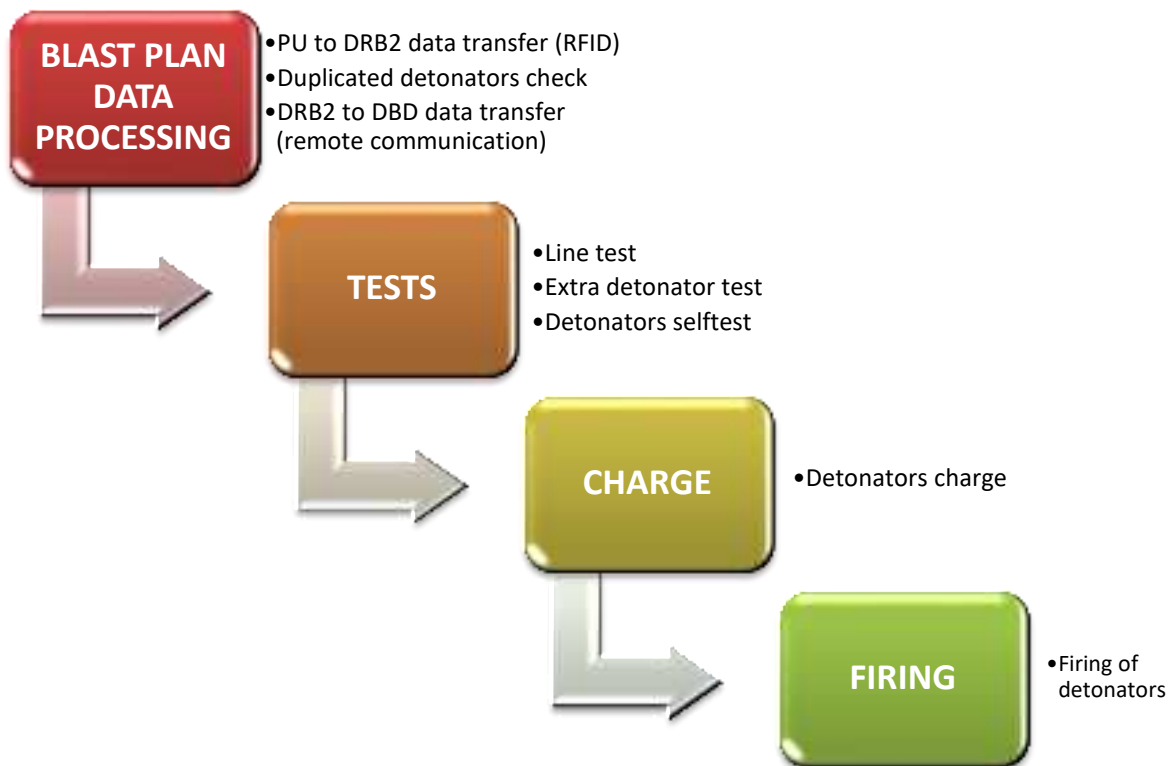 BLAST PLAN
DATA
PROCESSING
•PU to DRB2 data transfer (RFID)
•Duplicated detonators check
•DRB2 to DBD data transfer
(remote communication)
TESTS
•Line test
•Extra detonator test
•Detonators selftest
CHARGE
•Detonators charge
FIRING
•Firing of
detonators